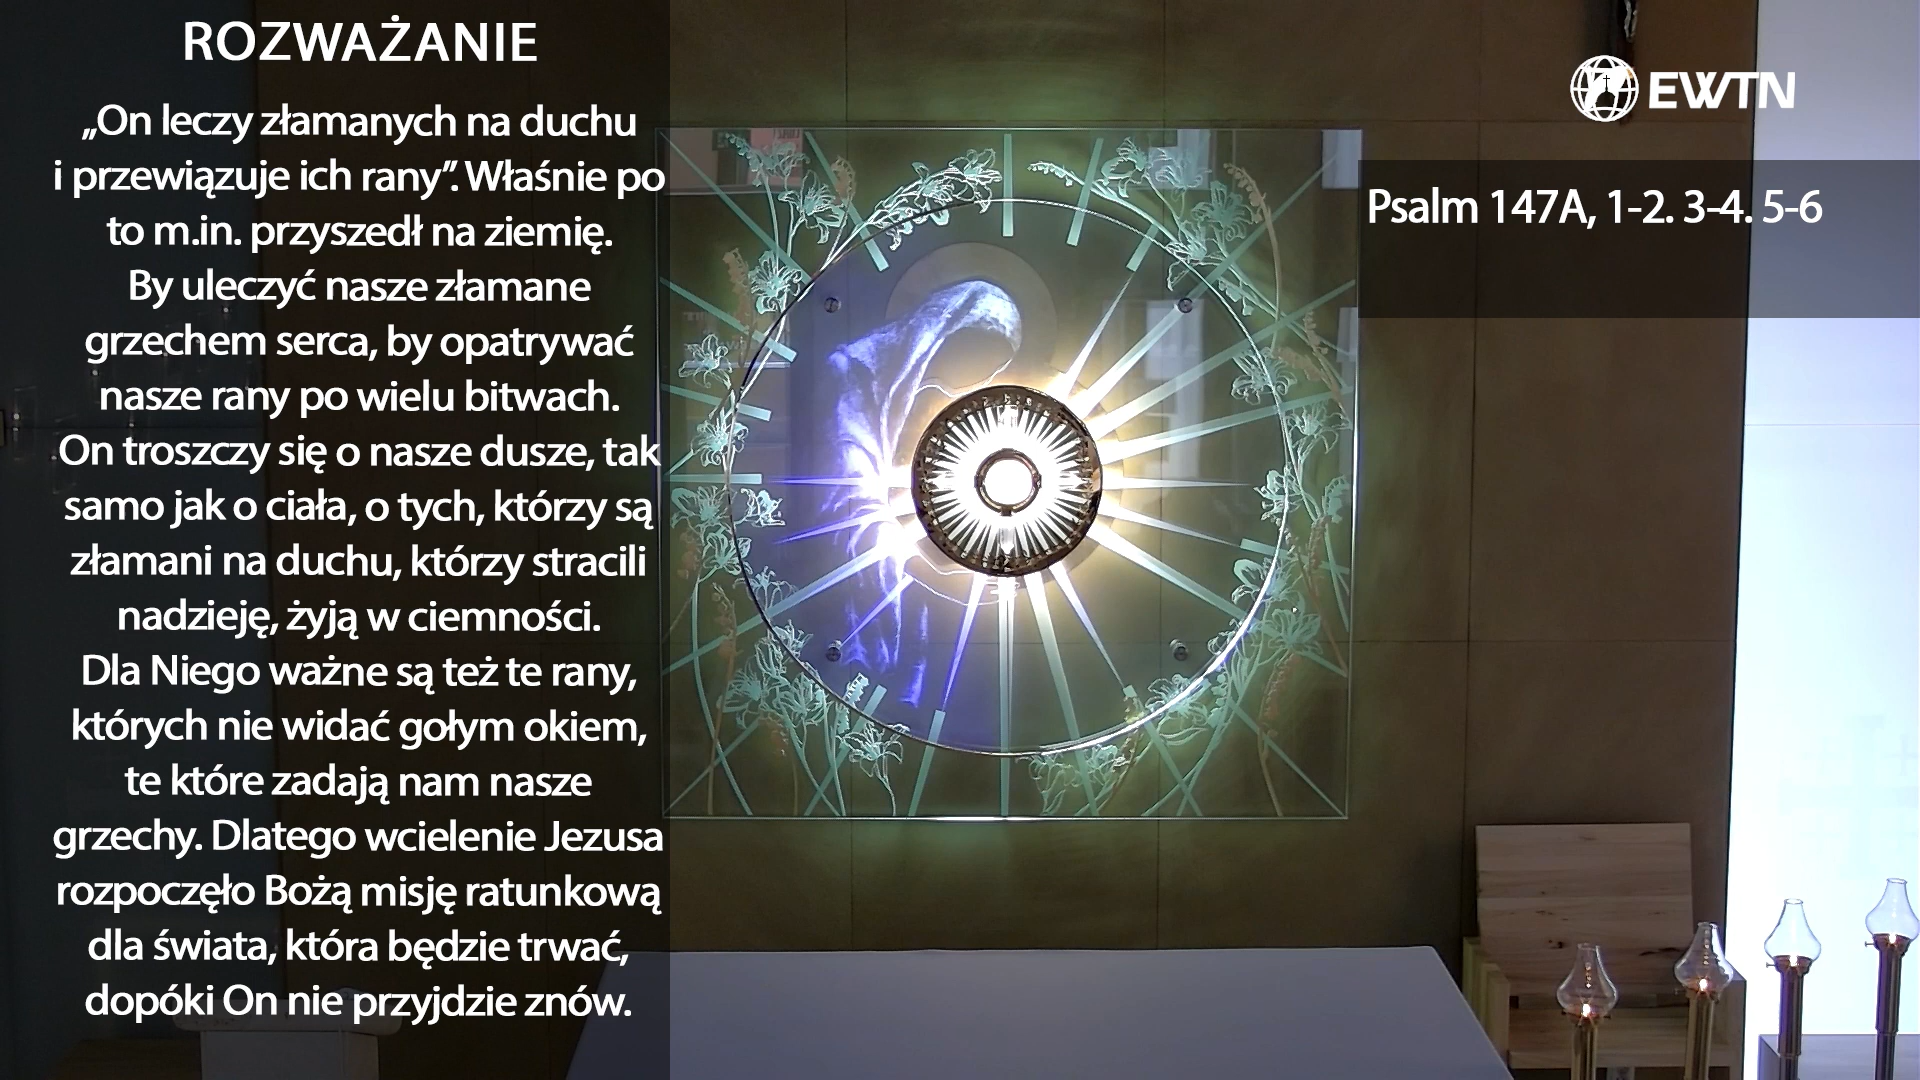 ROZWAŻANIE
„On leczy złamanych na duchu
i przewiązuje ich rany”. Właśnie po
to m.in. przyszedł na ziemię.
By uleczyć nasze złamane
grzechem serca, by opatrywać
nasze rany po wielu bitwach.
On troszczy się o nasze dusze, tak
samo jak o ciała, o tych, którzy są
złamani na duchu, którzy stracili
nadzieję, żyją w ciemności.
Dla Niego ważne są też te rany,
których nie widać gołym okiem,
te które zadają nam nasze
grzechy. Dlatego wcielenie Jezusa
rozpoczęło Bożą misję ratunkową
dla świata, która będzie trwać,
dopóki On nie przyjdzie znów.
EWTN
Psalm 147A, 1-2. 3-4. 5-6